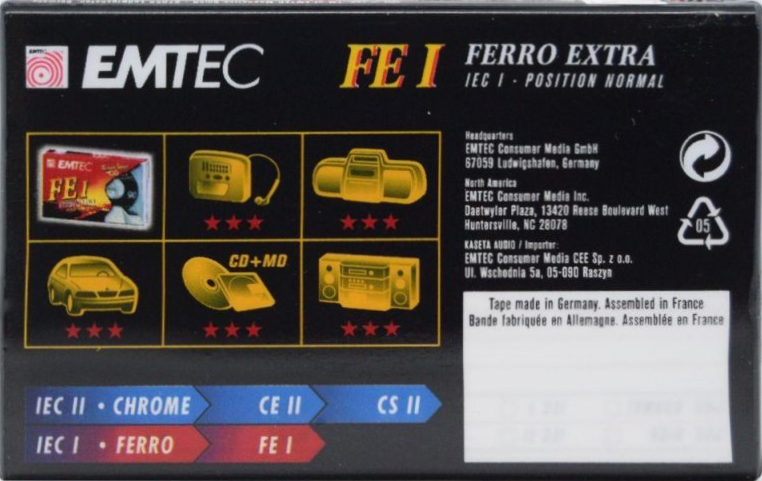 EMTEC
FE I
FERRO EXTRA
IEC I - POSITION NORMAL
Headquarters
EMTEC Consumer Media GmbH
67059 Ludwigshafen, Germany
North America
EMTEC Consumer Media Inc.
Daetwyler Plaza, 13420 Reese Boulevard West
Huntersville, NC 28078
KASETA AUDIO / Importer:
EMTEC Consumer Media CEE Sp. z o.o.
Ul. Wschodnia 5a, 05-090 Raszyn
05
EMTEC
FE I
CD+MD
Tape made in Germany. Assembled in France
Bande fabriquée en Allemagne. Assemblée en France
IEC II • CHROME
CE II
CS II
IEC I • FERRO
FE I